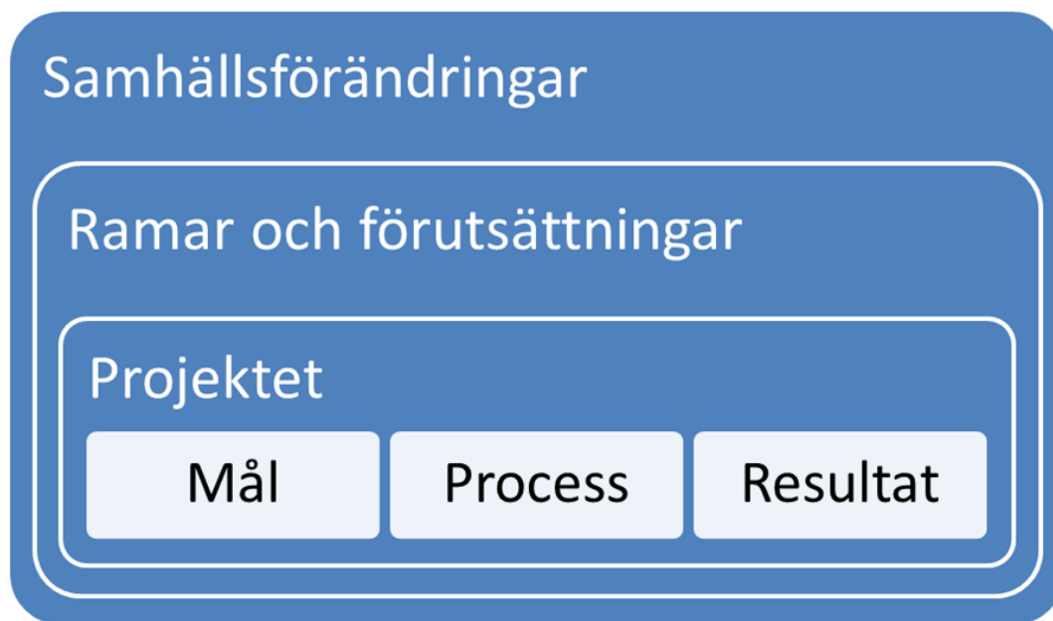 Samhällsförändringar
Ramar och förutsättningar
Projektet
Mål
Process
Resultat